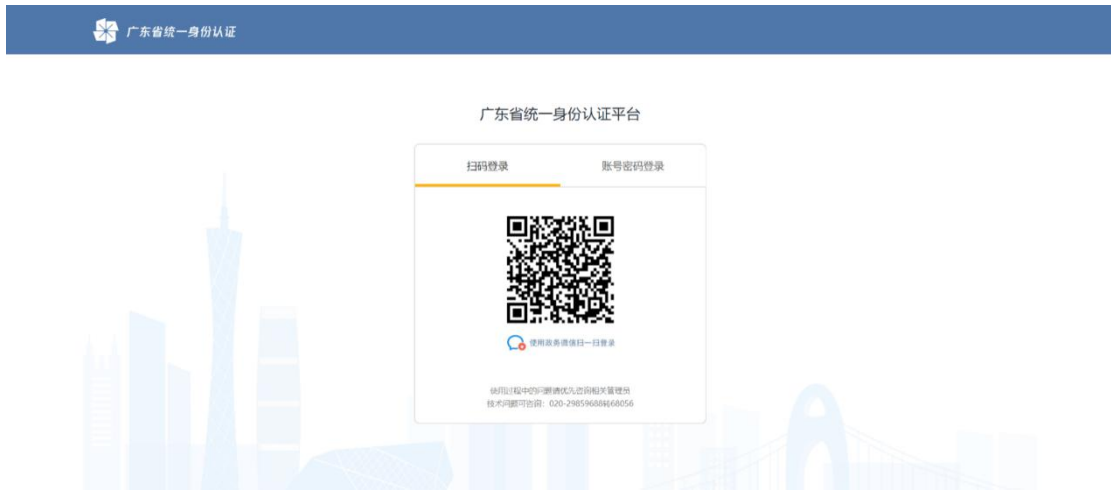 广东省统一身份认证
广东省统一身份认证平台
扫码登录
账号密码登录
使用政务微信扫一扫登录
使用过程中的问题请优先咨询相关管理员
技术问题可咨询：020-29859688转68056